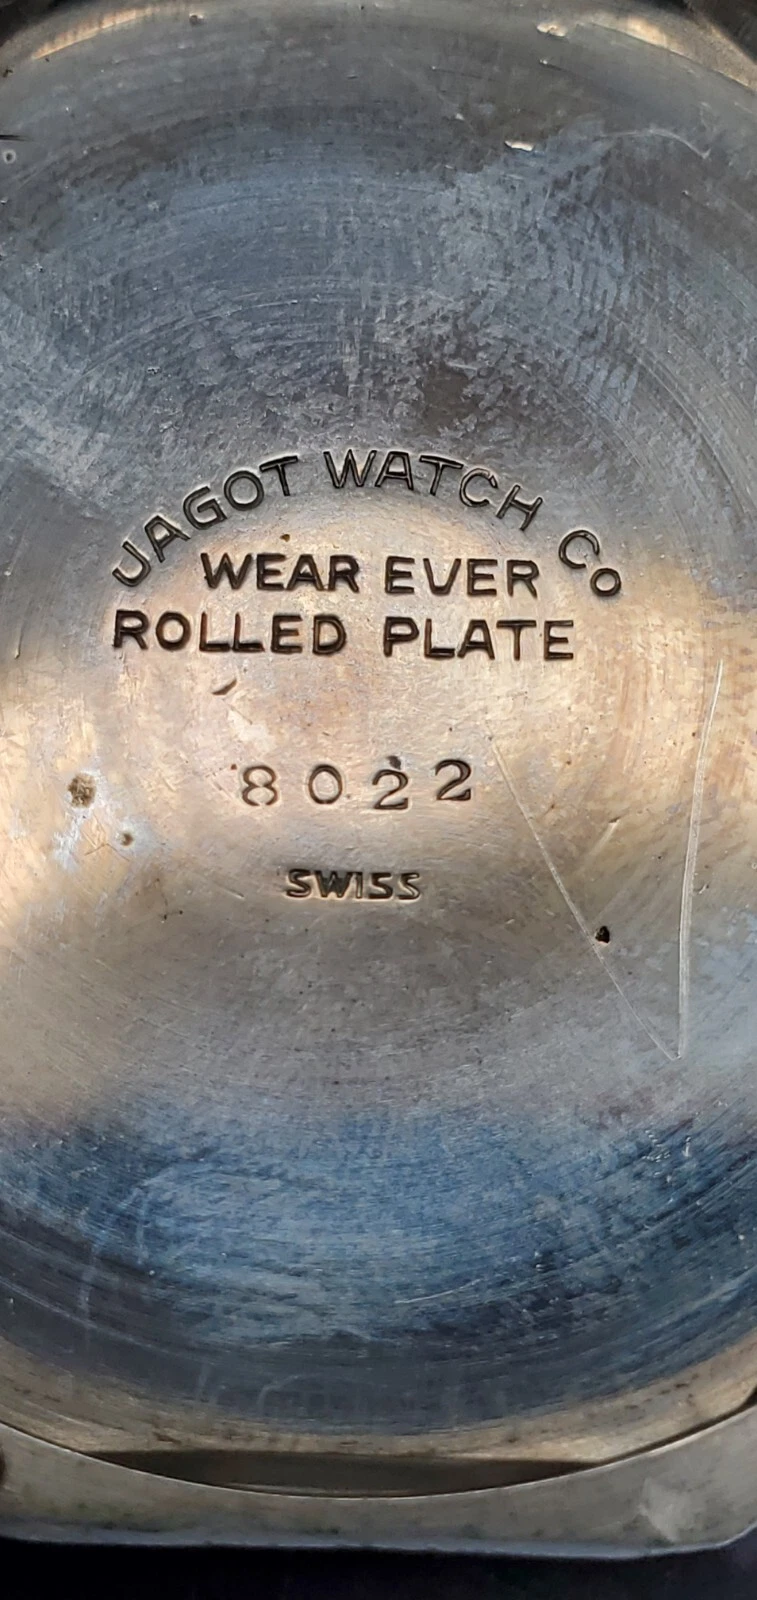 JAGOT WATCH Co
WEAR EVER
ROLLED PLATE
8022
SWISS